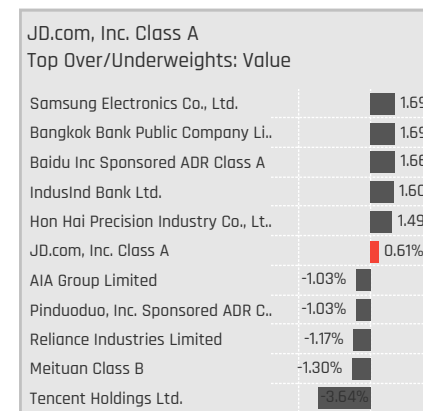 JD.com, Inc. Class A
Top Over/Underweights: Value
Samsung Electronics Co., Ltd. 1.69
Bangkok Bank Public Company Li.. 1.69
Baidu Inc Sponsored ADR Class A 1.66
IndusInd Bank Ltd. 1.60
Hon Hai Precision Industry Co., Lt.. 1.49
JD.com, Inc. Class A 0.61%
AIA Group Limited -1.03%
Pinduoduo, Inc. Sponsored ADR C.. -1.03%
Reliance Industries Limited -1.17%
Meituan Class B -1.30%
Tencent Holdings Ltd. -3.64%